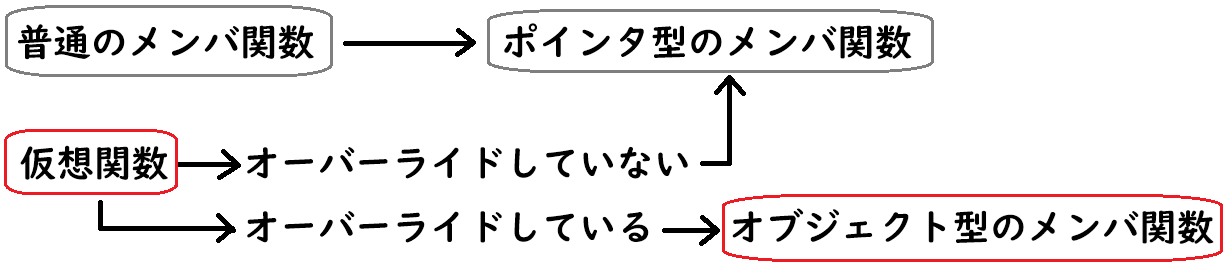 普通のメンバ関数
ポインタ型のメンバ関数
仮想関数
オーバーライドしていない
オーバーライドしている
オブジェクト型のメンバ関数